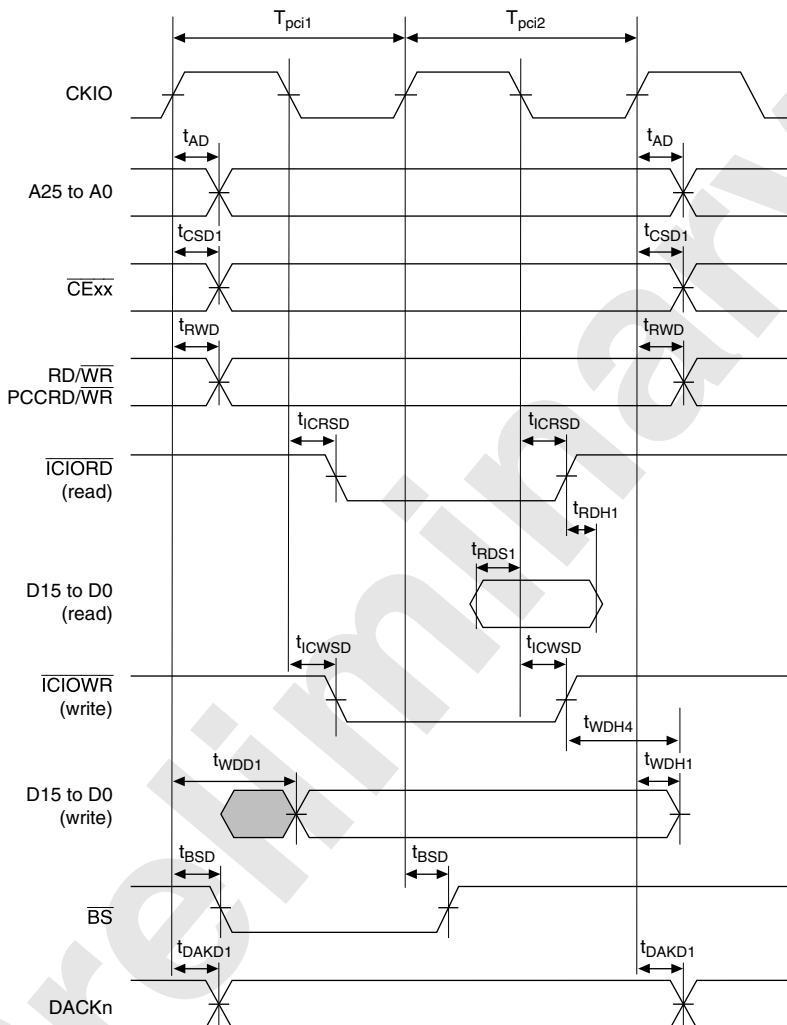 Tpci1 Tpci2
CKIO
tAD tAD
A25 to A0
tCSD1 tCSD1
CExx
tRWD tRWD
RD/WR
PCCRD/WR
tICRSD tICRSD
ICIORD
(read)
tRDH1
tRDS1
D15 to D0
(read)
tICWSD tICWSD
ICIOWR
(write)
tWDH4
tWDD1 tWDH1
D15 to D0
(write)
tBSD tBSD
BS
tDAKD1 tDAKD1
DACKn
reliminary